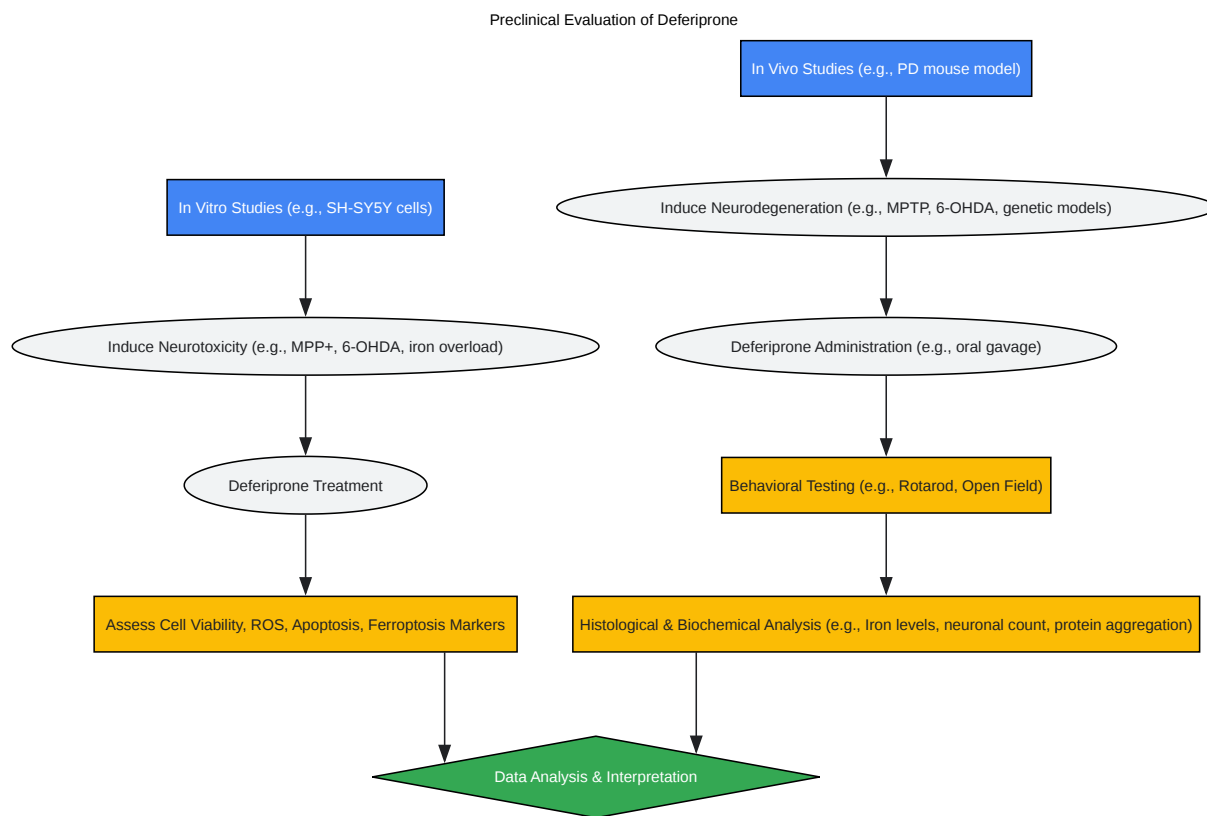 Preclinical Evaluation of Deferiprone
In Vivo Studies (e.g., PD mouse model)
In Vitro Studies (e.g., SH-SY5Y cells)
Induce Neurodegeneration (e.g., MPTP, 6-OHDA, genetic models)
Induce Neurotoxicity (e.g., MPP+, 6-OHDA, iron overload)
Deferiprone Administration (e.g., oral gavage)
Deferiprone Treatment
Behavioral Testing (e.g., Rotarod, Open Field)
Assess Cell Viability, ROS, Apoptosis, Ferroptosis Markers
Histological & Biochemical Analysis (e.g., Iron levels, neuronal count, protein aggregation)
Data Analysis & Interpretation